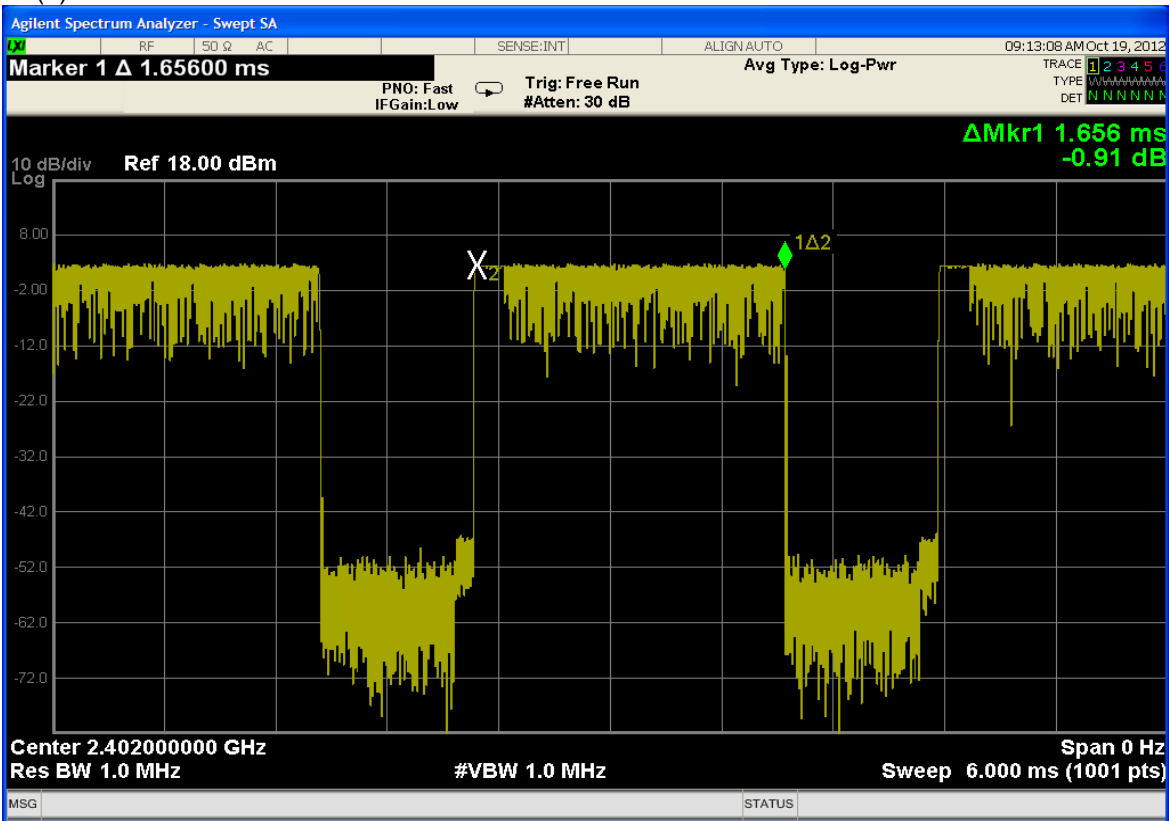 Agilent Spectrum Analyzer - Swept SA
LXI RF 50 Ω AC SENSE:INT ALIGN AUTO 09:13:08 AM Oct 19, 2012
Marker 1 Δ 1.65600 ms
PNO: Fast
IFGain:Low
Trig: Free Run
#Atten: 30 dB
Avg Type: Log-Pwr
TRACE 1 2 3 4 5 6
TYPE
DET N N N N N N
ΔMkr1 1.656 ms
-0.91 dB
10 dB/div Ref 18.00 dBm
Log
8.00
-2.00
-12.0
-22.0
-32.0
-42.0
-52.0
-62.0
-72.0
X2
1Δ2
Center 2.402000000 GHz Span 0 Hz
Res BW 1.0 MHz #VBW 1.0 MHz Sweep 6.000 ms (1001 pts)
MSG STATUS